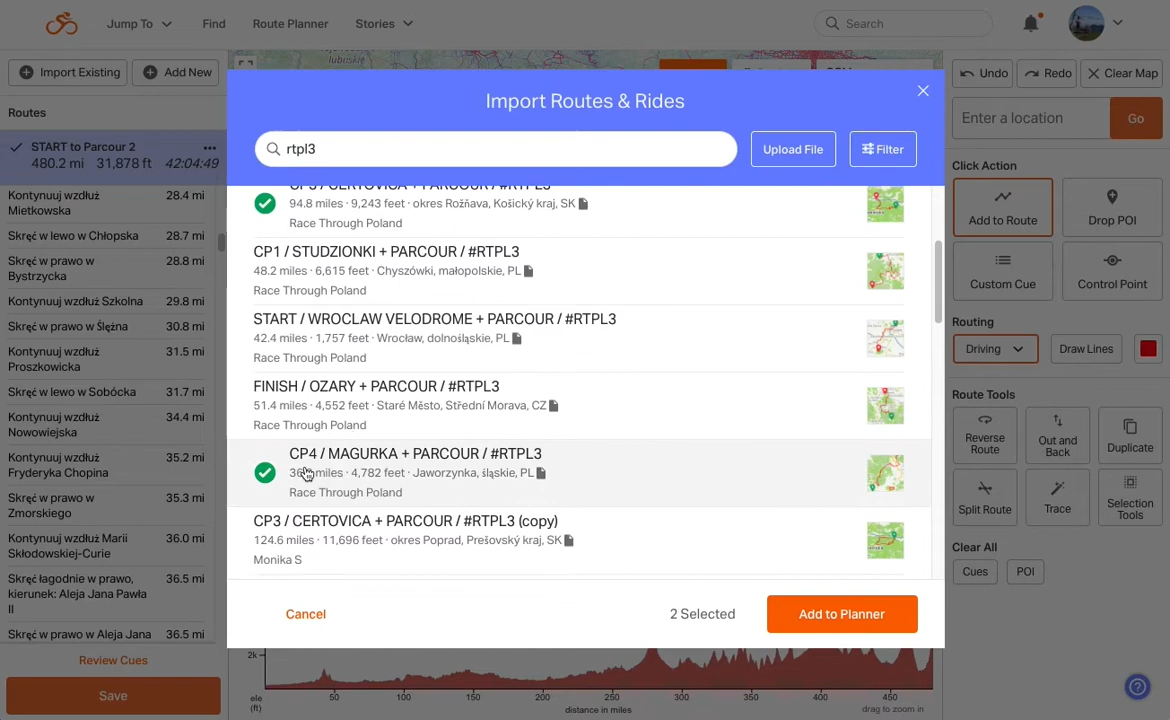 Jump To
Find
Route Planner
Stories
Search
Import Existing
Add New
Undo
Redo
Clear Map
Import Routes & Rides
rtpl3
Upload File
Filter
Routes
START to Parcour 2
480.2 mi 31,878 ft 42:04:49
Kontynuuj wzdłuż
Mietkowska
28.4 mi
Skręć w lewo w Chłopska 28.7 mi
Skręć w prawo w
Bystrzycka
28.8 mi
Kontynuuj wzdłuż Szkolna 29.8 mi
Skręć w prawo w Ślężna 30.8 mi
Kontynuuj wzdłuż
Proszkowicka
31.5 mi
Skręć w lewo w Sobócka 31.7 mi
Kontynuuj wzdłuż
Nowowiejska
34.4 mi
Kontynuuj wzdłuż
Fryderyka Chopina
35.2 mi
Skręć w prawo w
Zmorskiego
35.3 mi
Kontynuuj wzdłuż Marii
Skłodowskiej-Curie
36.0 mi
Skręć łagodnie w prawo,
kierunek: Aleja Jana Pawła
II
36.5 mi
Skręć w prawo w Aleja Jana 36.5 mi
Review Cues
Save
lubuskie
CP3 / CERTOVICA + PARCOUR / #RTPL3
94.8 miles · 9,243 feet · okres Rožňava, Košický kraj, SK
Race Through Poland
CP1 / STUDZIONKI + PARCOUR / #RTPL3
48.2 miles · 6,615 feet · Chyszówki, małopolskie, PL
Race Through Poland
START / WROCLAW VELODROME + PARCOUR / #RTPL3
42.4 miles · 1,757 feet · Wrocław, dolnośląskie, PL
Race Through Poland
FINISH / OZARY + PARCOUR / #RTPL3
51.4 miles · 4,552 feet · Staré Město, Střední Morava, CZ
Race Through Poland
CP4 / MAGURKA + PARCOUR / #RTPL3
miles · 4,782 feet · Jaworzynka, śląskie, PL
Race Through Poland
CP3 / CERTOVICA + PARCOUR / #RTPL3 (copy)
124.6 miles · 11,696 feet · okres Poprad, Prešovský kraj, SK
Monika S
Cancel
2 Selected
Add to Planner
2k
ele
(ft)
50 100 150 200 250 300 350 400 450
distance in miles
drag to zoom in
Enter a location
Go
Click Action
Add to Route
Drop POI
Custom Cue
Control Point
Routing
Driving
Draw Lines
Route Tools
Reverse
Route
Out and
Back
Duplicate
Split Route
Trace
Selection
Tools
Clear All
Cues
POI